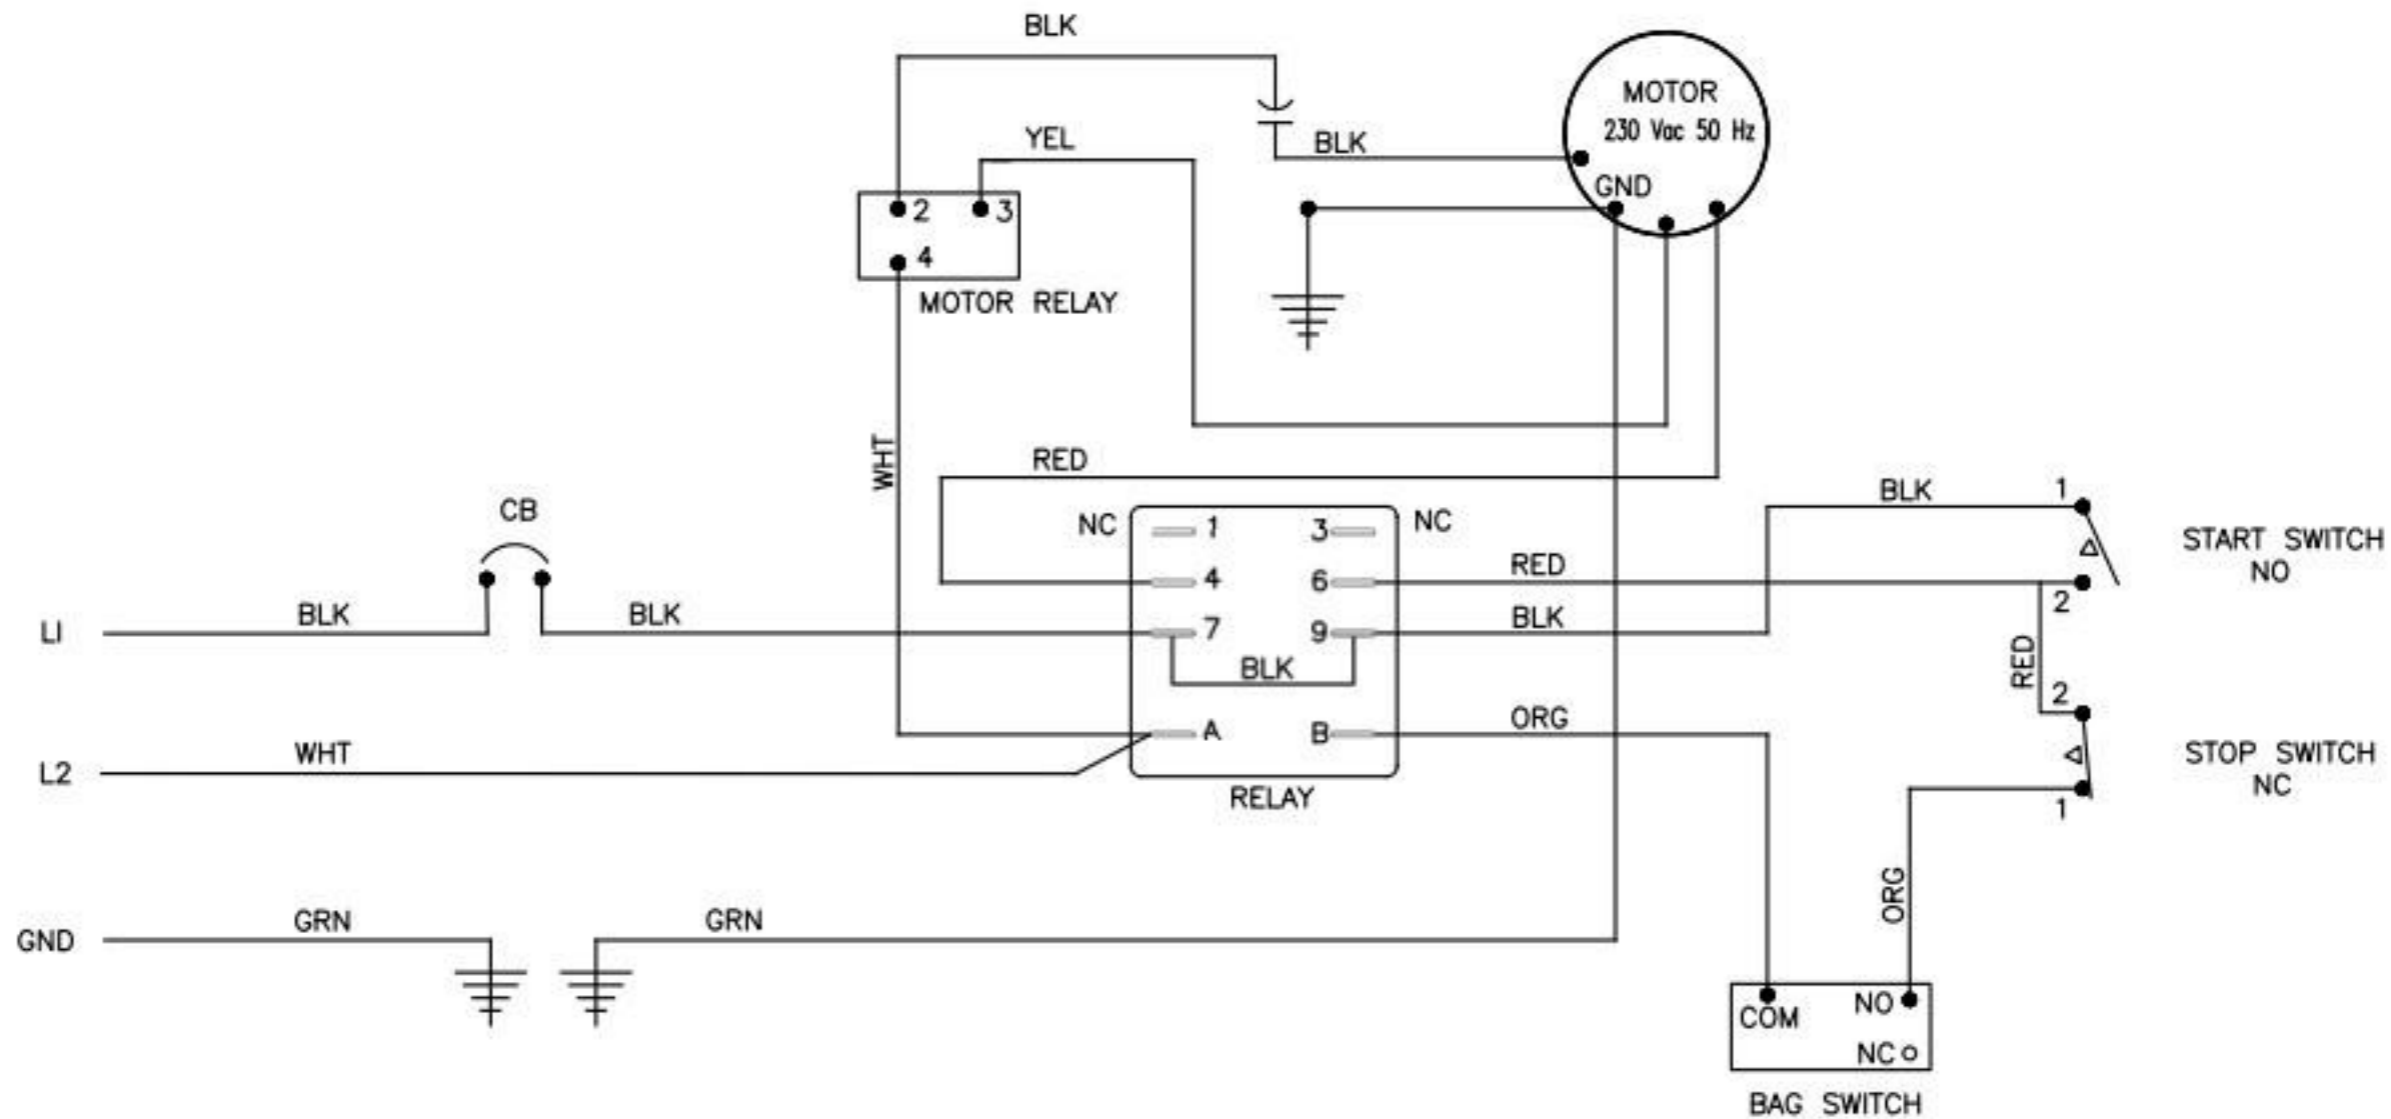 BLK
MOTOR
230 Vac 50 Hz
YEL
BLK
GND
2
3
4
MOTOR RELAY
WHT
RED
BLK
1
CB
NC
1
3
NC
START SWITCH
NO
RED
4
6
2
BLK
BLK
L1
7
9
BLK
BLK
RED
2
ORG
A
B
WHT
L2
STOP SWITCH
NC
RELAY
1
ORG
GRN
GRN
GND
COM
NO
NC
BAG SWITCH